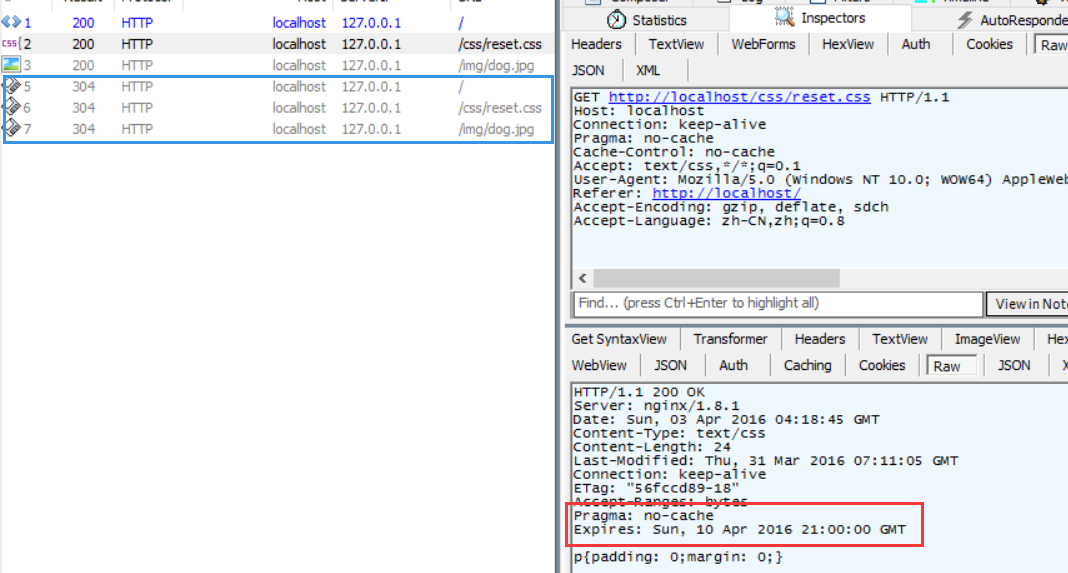 Statistics
Inspectors
AutoResponde
Headers TextView WebForms HexView Auth Cookies Raw
JSON XML
1 200 HTTP localhost 127.0.0.1 /
css 2 200 HTTP localhost 127.0.0.1 /css/reset.css
3 200 HTTP localhost 127.0.0.1 /img/dog.jpg
5 304 HTTP localhost 127.0.0.1 /
6 304 HTTP localhost 127.0.0.1 /css/reset.css
7 304 HTTP localhost 127.0.0.1 /img/dog.jpg
GET http://localhost/css/reset.css HTTP/1.1
Host: localhost
Connection: keep-alive
Pragma: no-cache
Cache-Control: no-cache
Accept: text/css,*/*;q=0.1
User-Agent: Mozilla/5.0 (Windows NT 10.0; WOW64) AppleWeb
Referer: http://localhost/
Accept-Encoding: gzip, deflate, sdch
Accept-Language: zh-CN,zh;q=0.8
Find... (press Ctrl+Enter to highlight all)
View in Not
Get SyntaxView Transformer Headers TextView ImageView Hex
WebView JSON Auth Caching Cookies Raw JSON X
HTTP/1.1 200 OK
Server: nginx/1.8.1
Date: Sun, 03 Apr 2016 04:18:45 GMT
Content-Type: text/css
Content-Length: 24
Last-Modified: Thu, 31 Mar 2016 07:11:05 GMT
Connection: keep-alive
ETag: "56fccd89-18"
Accept-Ranges: bytes
Pragma: no-cache
Expires: Sun, 10 Apr 2016 21:00:00 GMT
p{padding: 0;margin: 0;}